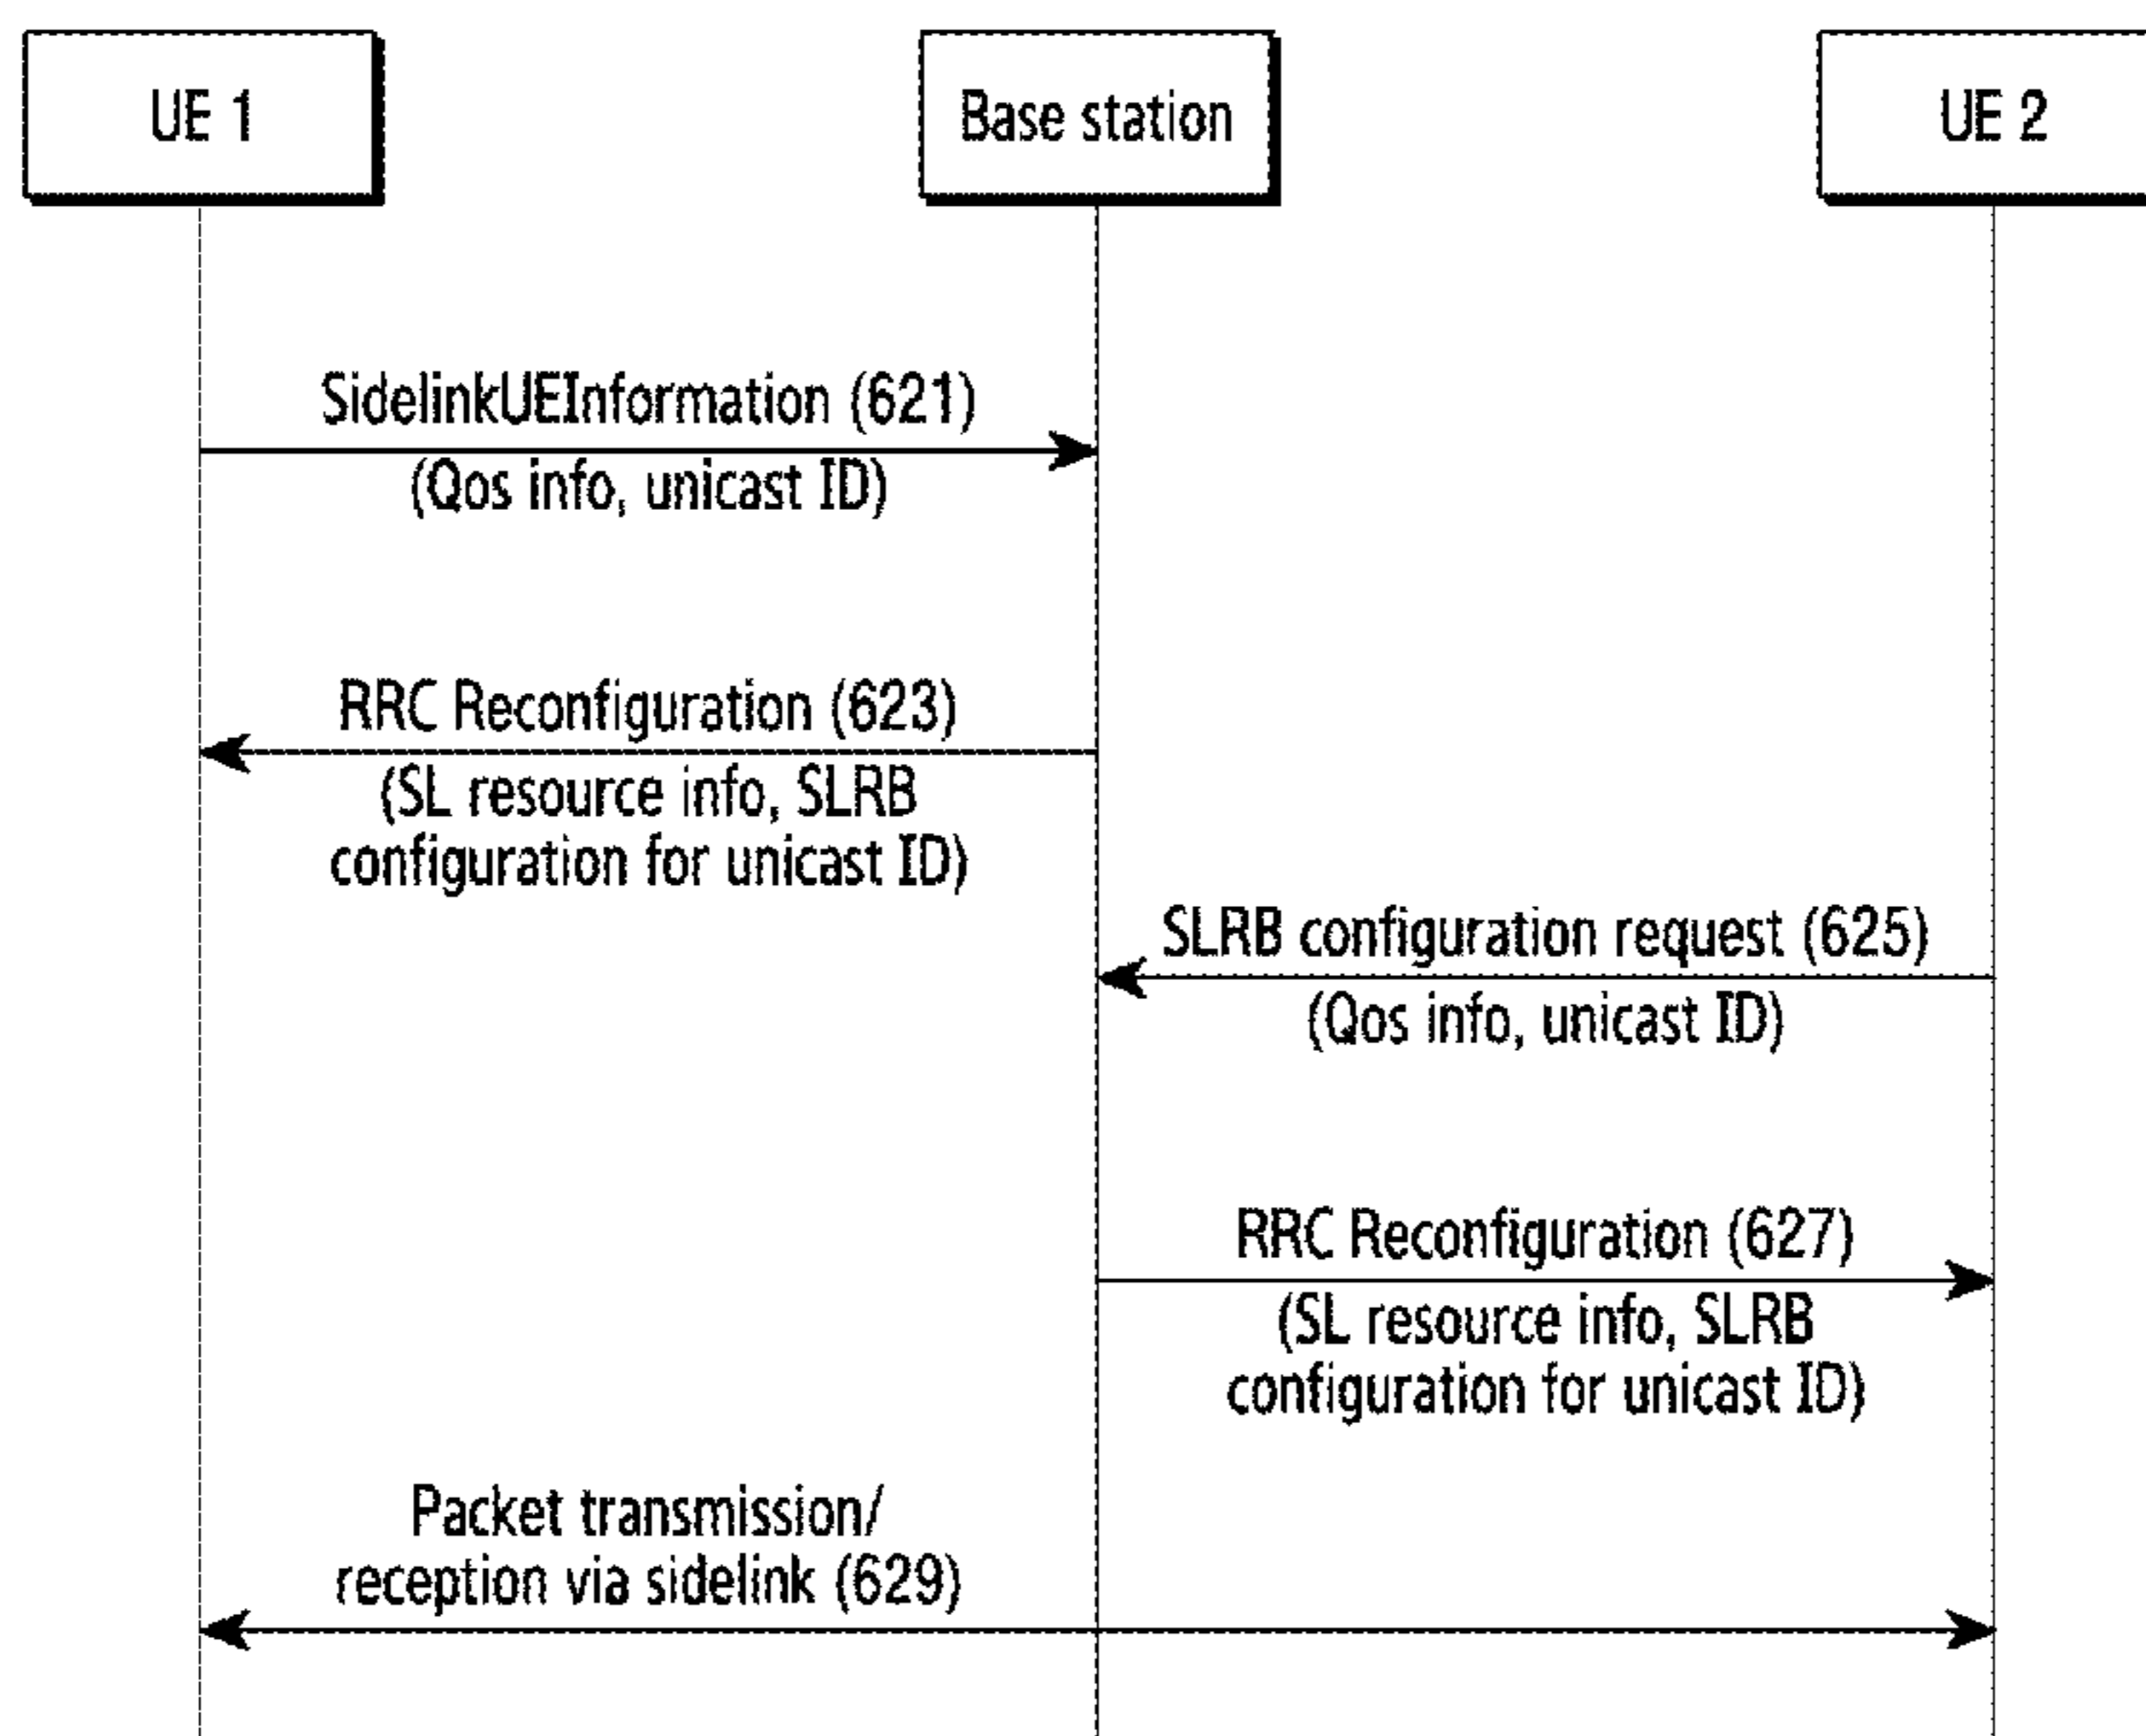 UE 1
Base station
UE 2
SidelinkUEInformation (621)
(Qos info, unicast ID)
RRC Reconfiguration (623)
(SL resource info, SLRB
configuration for unicast ID)
SLRB configuration request (625)
(Qos info, unicast ID)
RRC Reconfiguration (627)
(SL resource info, SLRB
configuration for unicast ID)
Packet transmission/
reception via sidelink (629)